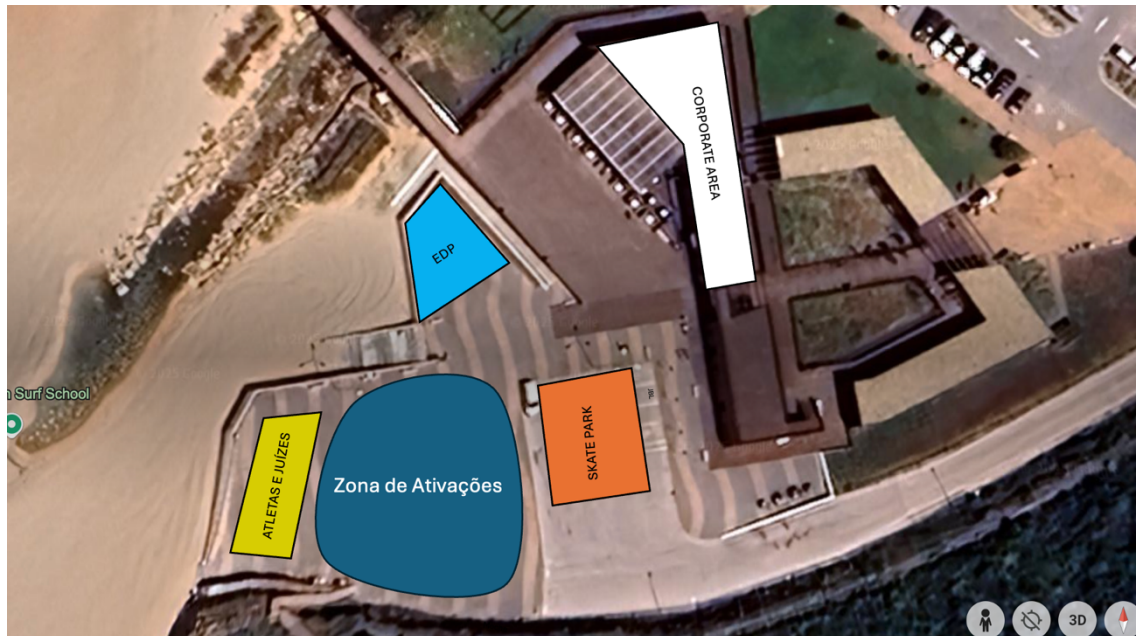 CORPORATE AREA
EDP
n Surf School
SKATE PARK
ATLETAS E JUÍZES
Zona de Ativações
3D